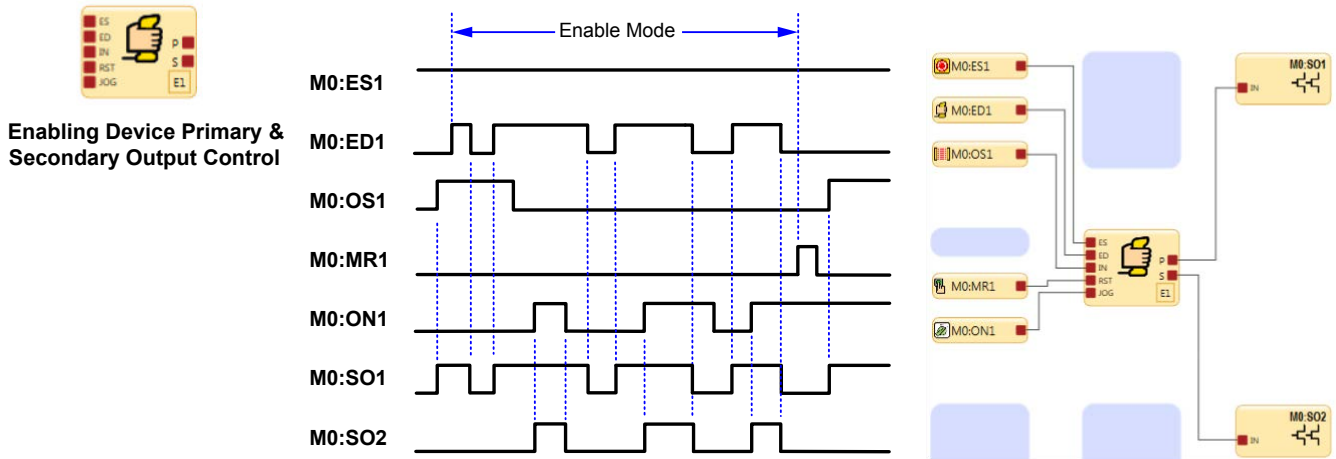 ES
ED
IN
RST
JOG
P
S
E1
Enabling Device Primary &
Secondary Output Control
Enable Mode
M0:ES1
M0:ED1
M0:OS1
M0:MR1
M0:ON1
M0:SO1
M0:SO2
M0:ES1
M0:ED1
M0:OS1
M0:MR1
M0:ON1
ES
ED
IN
RST
JOG
P
S
E1
M0:SO1
IN
M0:SO2
IN